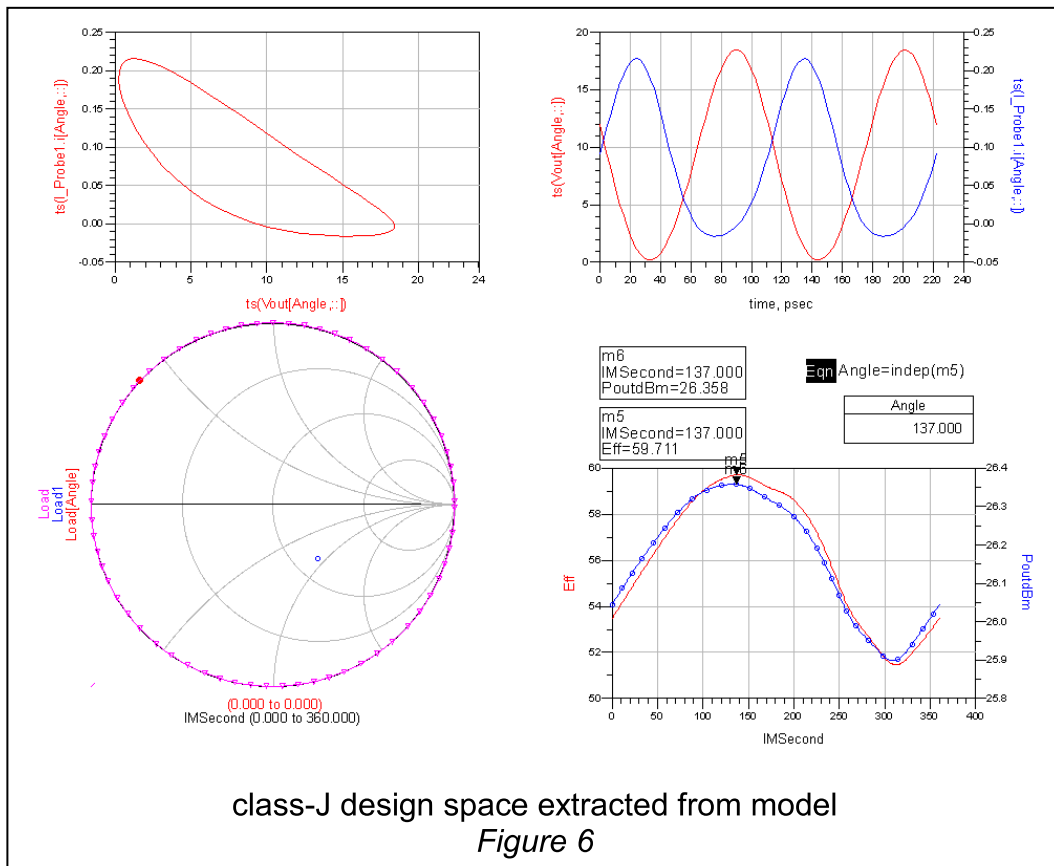 0.25
0.20
0.15
0.10
0.05
0.00
-0.05
ts(I_Probe1.i[Angle,::])
0 5 10 15 20 24
ts(Vout[Angle,::])
20
15
10
5
0
ts(Vout[Angle,::])
0.25
0.20
0.15
0.10
0.05
0.00
-0.05
ts(I_Probe1.i[Angle,::])
0 20 40 60 80 100 120 140 160 180 200 220 240
time, psec
Load
Load1
Load[Angle]
(0.000 to 0.000)
IMSecond (0.000 to 360.000)
m6
IMSecond=137.000
PoutdBm=26.358
m5
IMSecond=137.000
Eff=59.711
Eqn Angle=indep(m5)
Angle
137.000
60
58
56
54
52
50
Eff
26.4
26.3
26.2
26.1
26.0
25.9
25.8
PoutdBm
0 50 100 150 200 250 300 350 400
IMSecond
class-J design space extracted from model
Figure 6